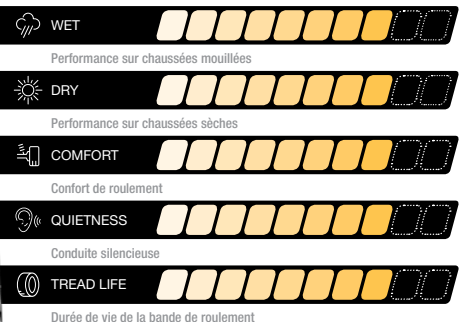 WET
Performance sur chaussées mouillées
DRY
Performance sur chaussées sèches
COMFORT
Confort de roulement
QUIETNESS
Conduite silencieuse
TREAD LIFE
Durée de vie de la bande de roulement